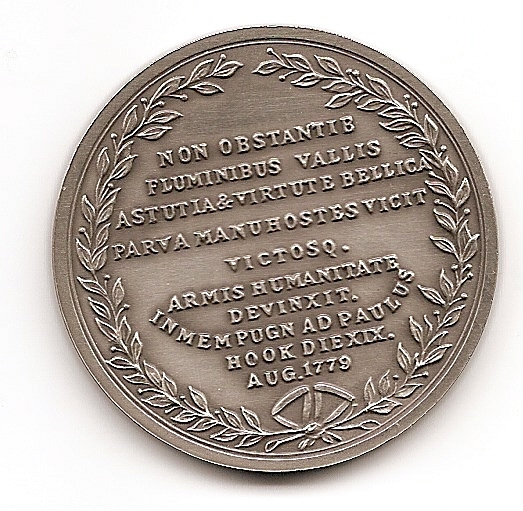 NON OBSTANTIB
FLUMINIBUS VALLIS
ASTUTIA & VIRTUTE BELLICA
PARVA MANU HOSTES VICIT
VICTOSQ.
ARMIS HUMANITATE
DEVINXIT.
IN MEM PUGN AD PAULUS
HOOK DIE XIX.
AUG. 1779